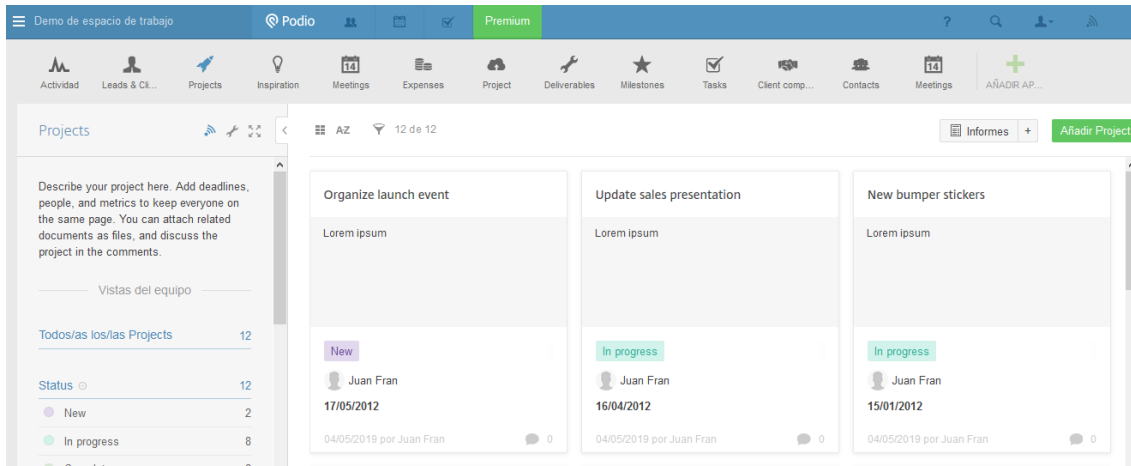 Demo de espacio de trabajo
Podio
Premium
?
Actividad
Leads & Cli...
Projects
Inspiration
14
Meetings
Expenses
Project
Deliverables
Milestones
Tasks
Client comp...
Contacts
14
Meetings
AÑADIR AP...
Projects
A-Z
12 de 12
Informes
+
Añadir Project
Describe your project here. Add deadlines,
people, and metrics to keep everyone on
the same page. You can attach related
documents as files, and discuss the
project in the comments.
Vistas del equipo
Todos/as los/las Projects 12
Status 12
New 2
In progress 8
Organize launch event
Lorem ipsum
New
Juan Fran
17/05/2012
04/05/2019 por Juan Fran 0
Update sales presentation
Lorem ipsum
In progress
Juan Fran
16/04/2012
04/05/2019 por Juan Fran 0
New bumper stickers
Lorem ipsum
In progress
Juan Fran
15/01/2012
04/05/2019 por Juan Fran 0